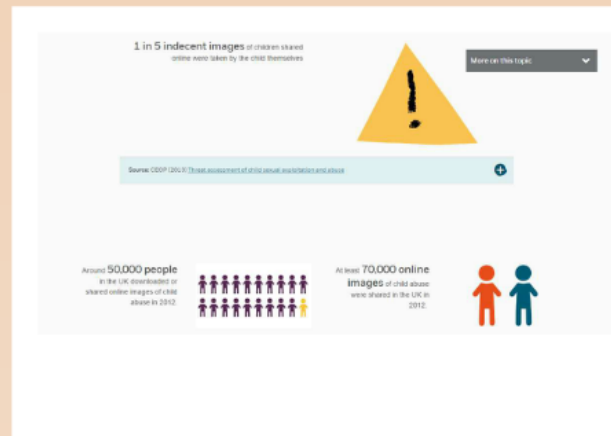 1 in 5 indecent images of children shared
online were taken by the child themselves
!
More on this topic
Source: CEOP (2013) Threat assessment of child sexual exploitation and abuse
Around 50,000 people
in the UK downloaded or
shared online images of child
abuse in 2012.
At least 70,000 online
images of child abuse
were shared in the UK in
2012.